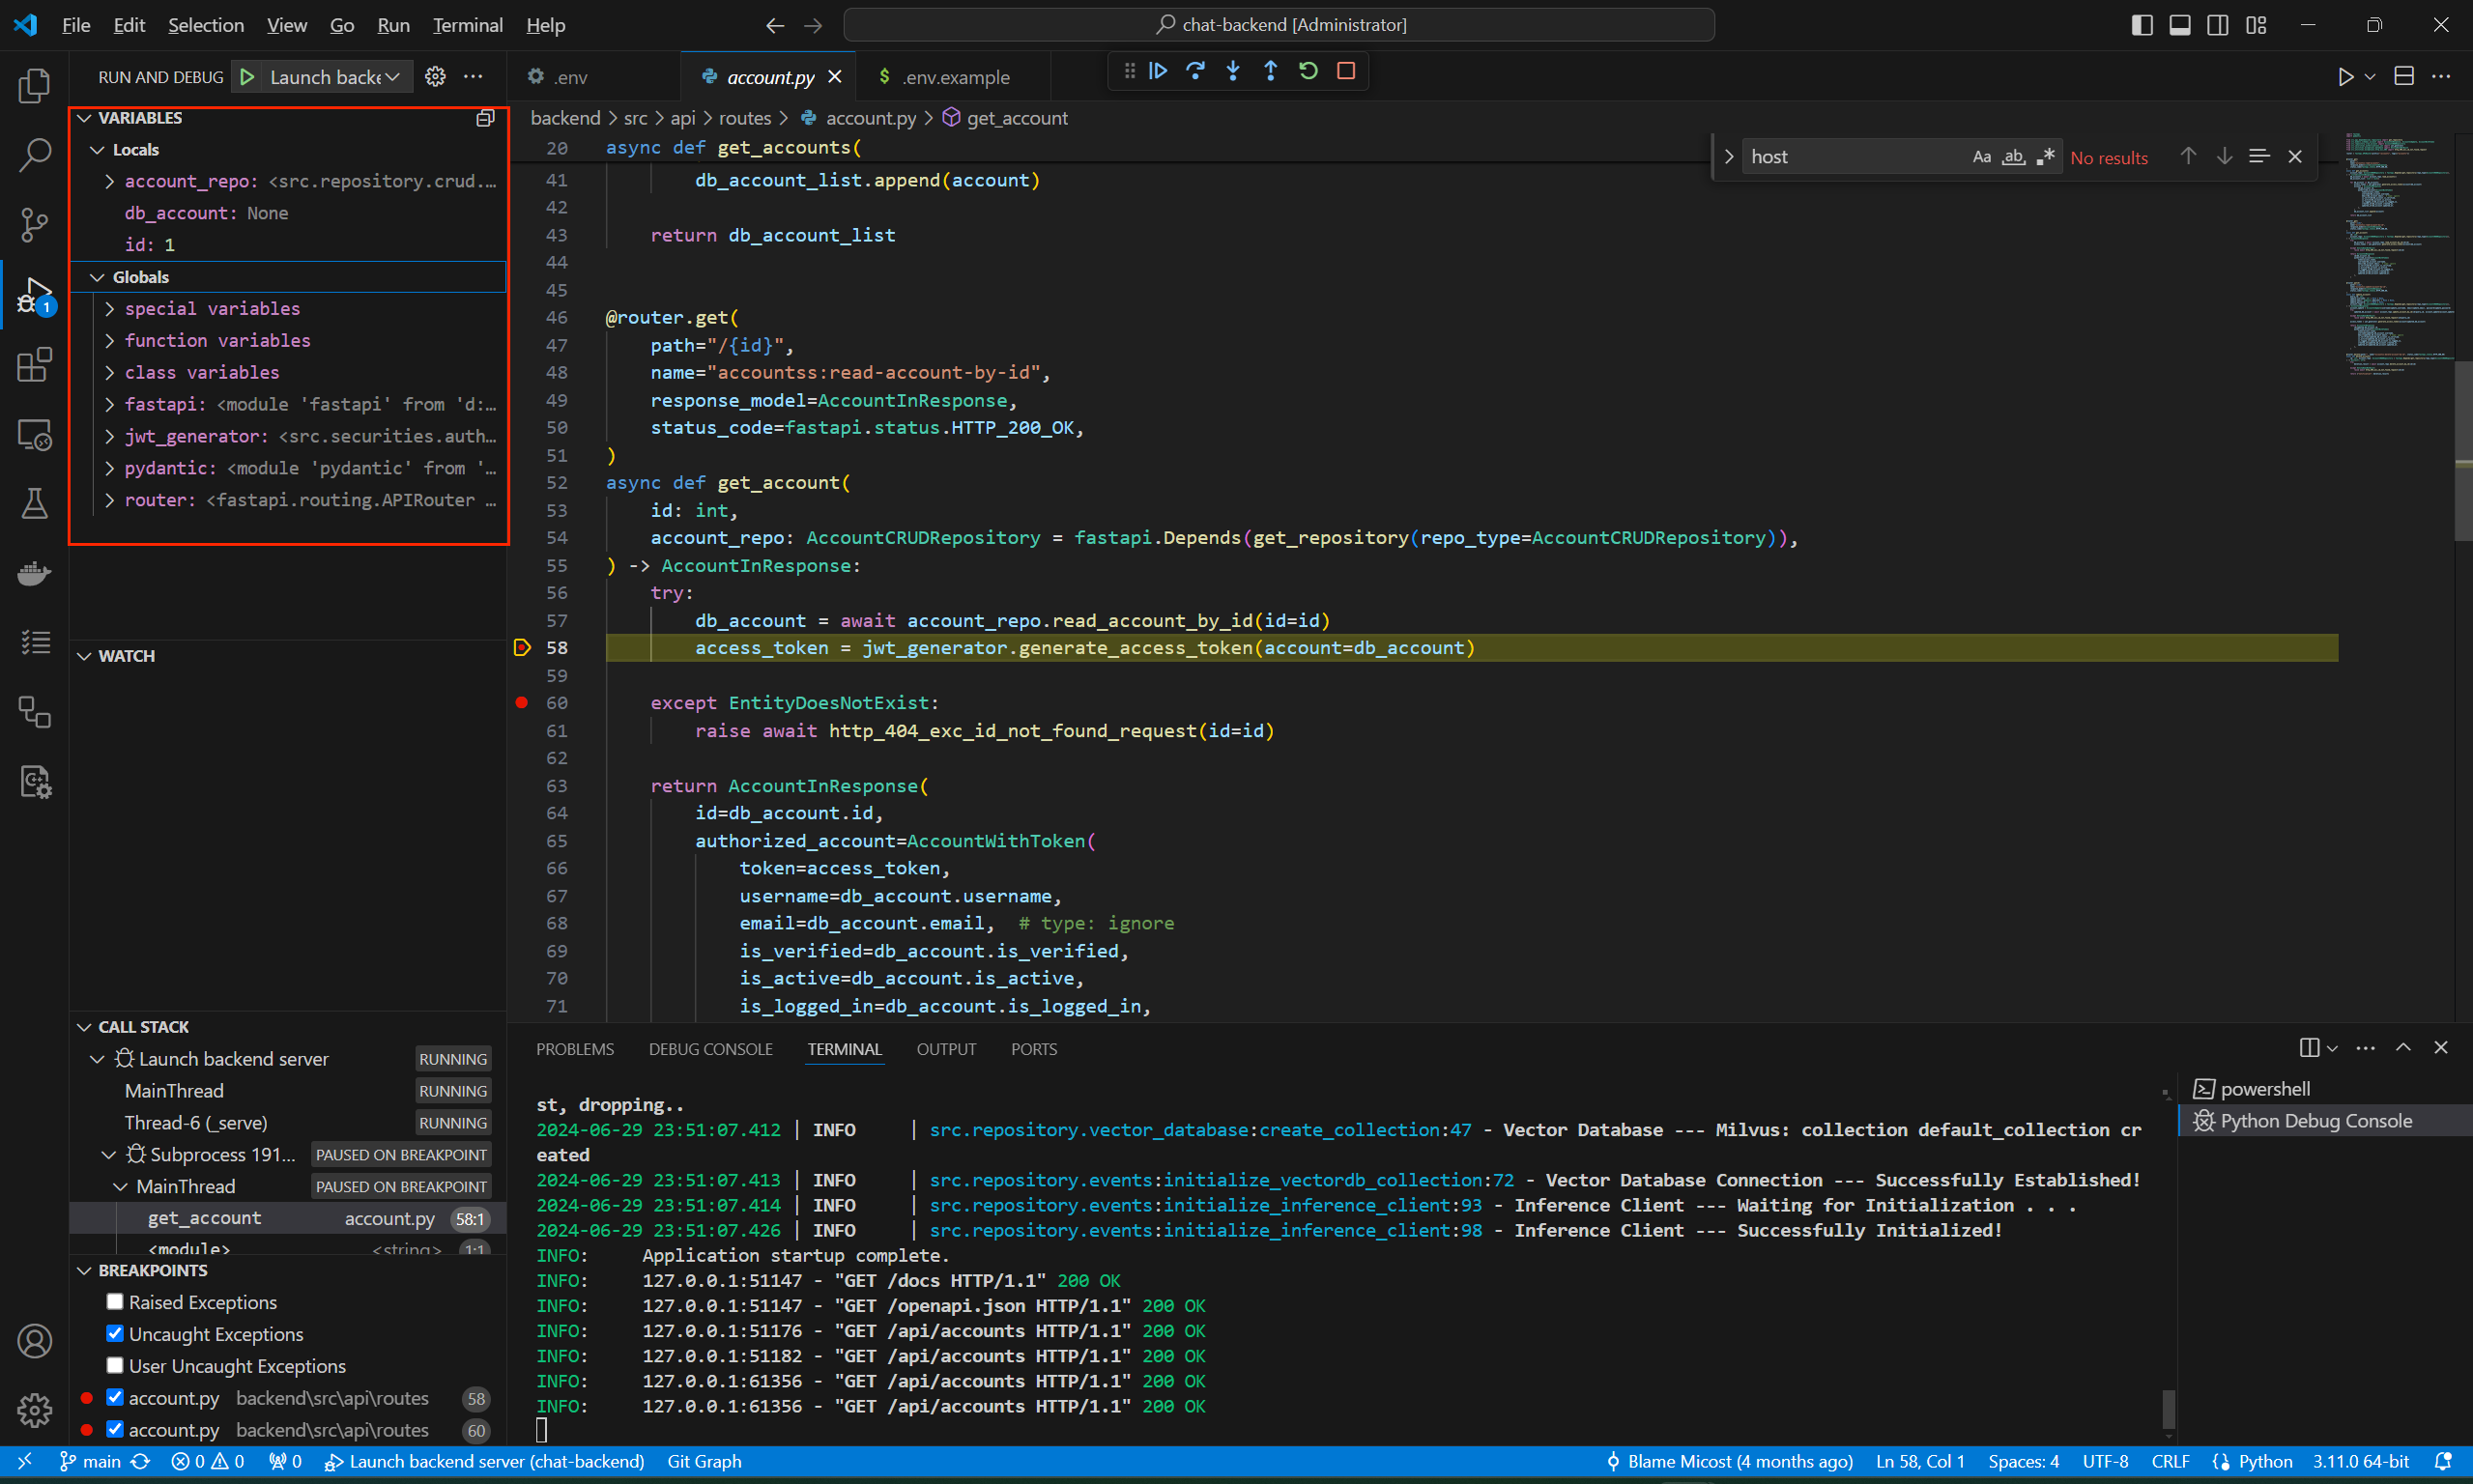 File Edit Selection View Go Run Terminal Help
chat-backend [Administrator]
RUN AND DEBUG Launch backe
.env account.py .env.example
VARIABLES
Locals
account_repo: <src.repository.crud....
db_account: None
id: 1
Globals
special variables
function variables
class variables
fastapi: <module 'fastapi' from 'd:...
jwt_generator: <src.securities.auth...
pydantic: <module 'pydantic' from '...
router: <fastapi.routing.APIRouter ...
WATCH
CALL STACK
Launch backend server RUNNING
MainThread RUNNING
Thread-6 (_serve) RUNNING
Subprocess 191... PAUSED ON BREAKPOINT
MainThread PAUSED ON BREAKPOINT
get_account account.py 58:1
<module> <string> 1:1
BREAKPOINTS
Raised Exceptions
Uncaught Exceptions
User Uncaught Exceptions
account.py backend\src\api\routes 58
account.py backend\src\api\routes 60
backend > src > api > routes > account.py > get_account
host Aa ab .* No results
20 async def get_accounts(
41 db_account_list.append(account)
42
43 return db_account_list
44
45
46 @router.get(
47 path="/{id}",
48 name="accountss:read-account-by-id",
49 response_model=AccountInResponse,
50 status_code=fastapi.status.HTTP_200_OK,
51 )
52 async def get_account(
53 id: int,
54 account_repo: AccountCRUDRepository = fastapi.Depends(get_repository(repo_type=AccountCRUDRepository)),
55 ) -> AccountInResponse:
56 try:
57 db_account = await account_repo.read_account_by_id(id=id)
58 access_token = jwt_generator.generate_access_token(account=db_account)
59
60 except EntityDoesNotExist:
61 raise await http_404_exc_id_not_found_request(id=id)
62
63 return AccountInResponse(
64 id=db_account.id,
65 authorized_account=AccountWithToken(
66 token=access_token,
67 username=db_account.username,
68 email=db_account.email, # type: ignore
69 is_verified=db_account.is_verified,
70 is_active=db_account.is_active,
71 is_logged_in=db_account.is_logged_in,
PROBLEMS DEBUG CONSOLE TERMINAL OUTPUT PORTS
st, dropping..
2024-06-29 23:51:07.412 | INFO | src.repository.vector_database:create_collection:47 - Vector Database --- Milvus: collection default_collection cr
eated
2024-06-29 23:51:07.413 | INFO | src.repository.events:initialize_vectordb_collection:72 - Vector Database Connection --- Successfully Established!
2024-06-29 23:51:07.414 | INFO | src.repository.events:initialize_inference_client:93 - Inference Client --- Waiting for Initialization . . .
2024-06-29 23:51:07.426 | INFO | src.repository.events:initialize_inference_client:98 - Inference Client --- Successfully Initialized!
INFO: Application startup complete.
INFO: 127.0.0.1:51147 - "GET /docs HTTP/1.1" 200 OK
INFO: 127.0.0.1:51147 - "GET /openapi.json HTTP/1.1" 200 OK
INFO: 127.0.0.1:51176 - "GET /api/accounts HTTP/1.1" 200 OK
INFO: 127.0.0.1:51182 - "GET /api/accounts HTTP/1.1" 200 OK
INFO: 127.0.0.1:61356 - "GET /api/accounts HTTP/1.1" 200 OK
INFO: 127.0.0.1:61356 - "GET /api/accounts HTTP/1.1" 200 OK
powershell
Python Debug Console
main 0 0 0 Launch backend server (chat-backend) Git Graph Blame Micost (4 months ago) Ln 58, Col 1 Spaces: 4 UTF-8 CRLF Python 3.11.0 64-bit